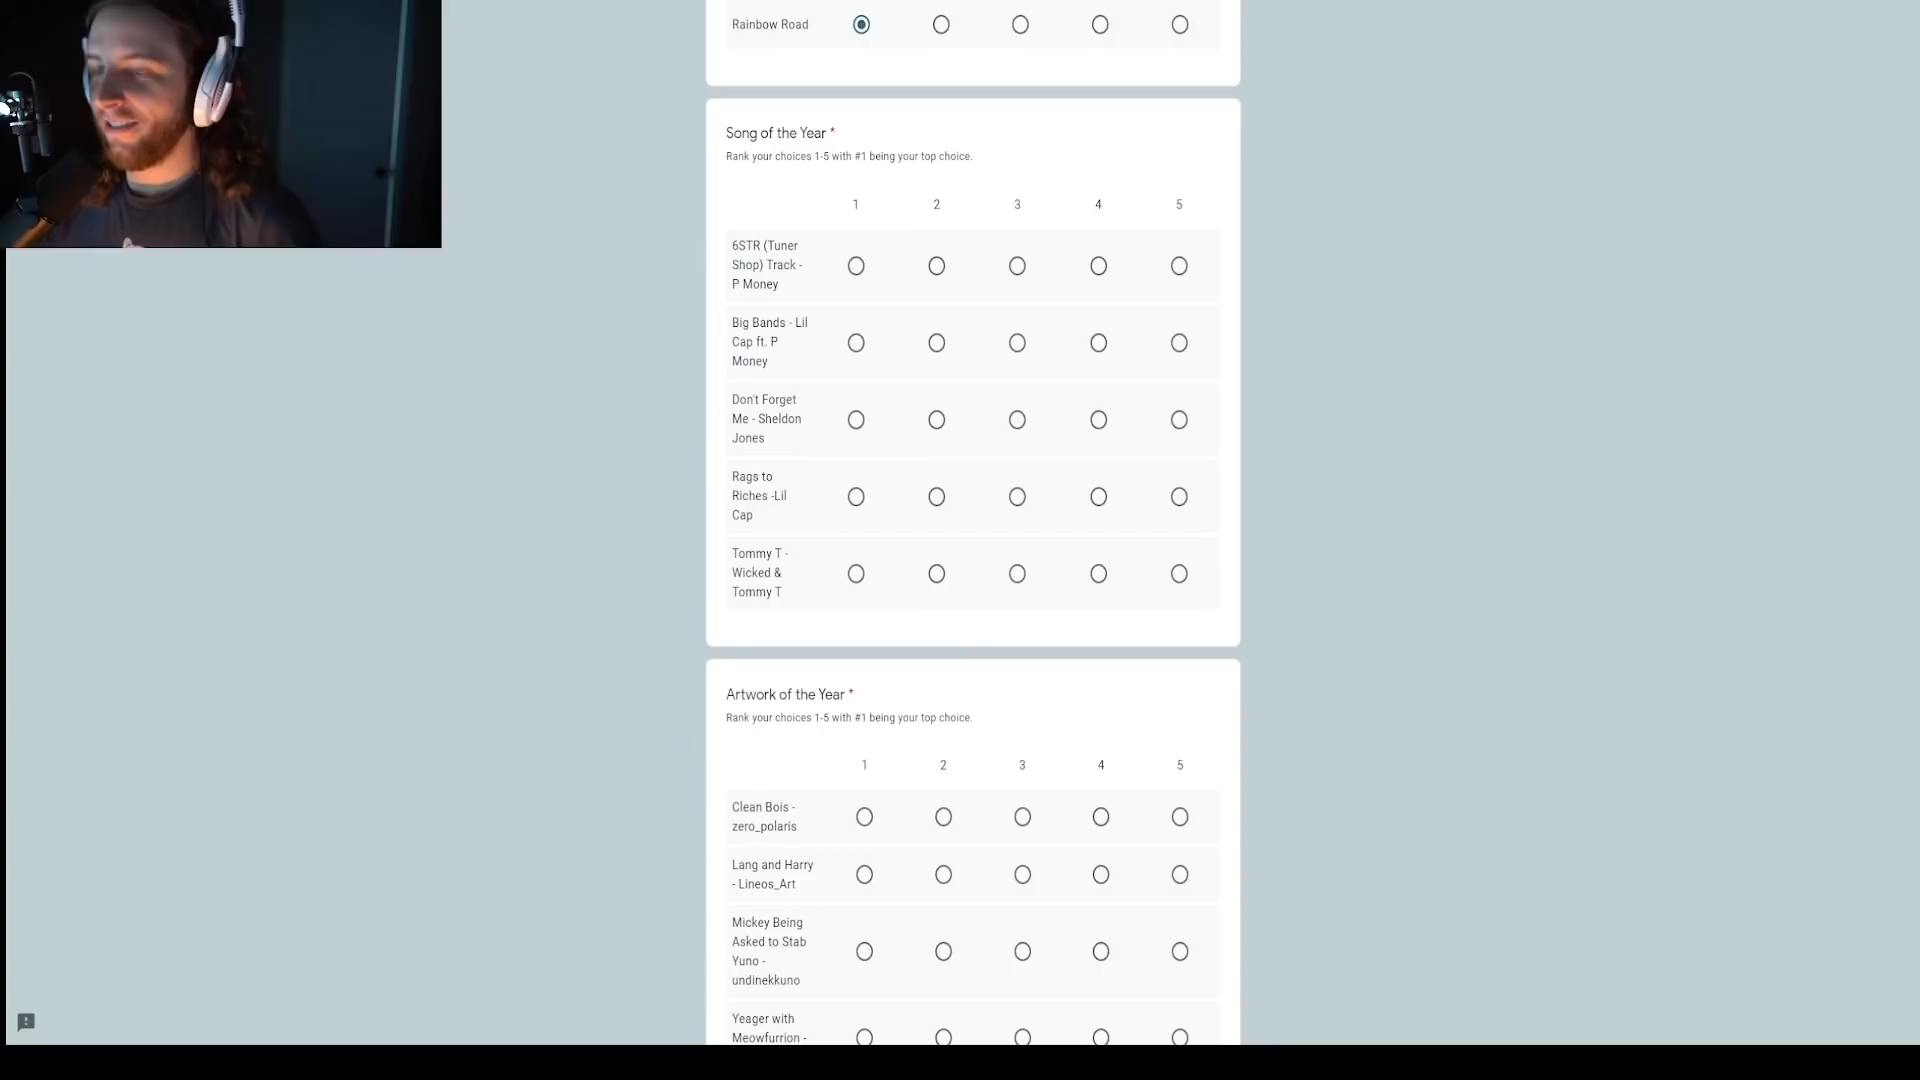 Rainbow Road
Song of the Year *
Rank your choices 1-5 with #1 being your top choice.
1 2 3 4 5
6STR (Tuner
Shop) Track -
P Money
Big Bands - Lil
Cap ft. P
Money
Don't Forget
Me - Sheldon
Jones
Rags to
Riches -Lil
Cap
Tommy T -
Wicked &
Tommy T
Artwork of the Year *
Rank your choices 1-5 with #1 being your top choice.
1 2 3 4 5
Clean Bois -
zero_polaris
Lang and Harry
- Lineos_Art
Mickey Being
Asked to Stab
Yuno -
undinekkuno
Yeager with
Meowfurrion -